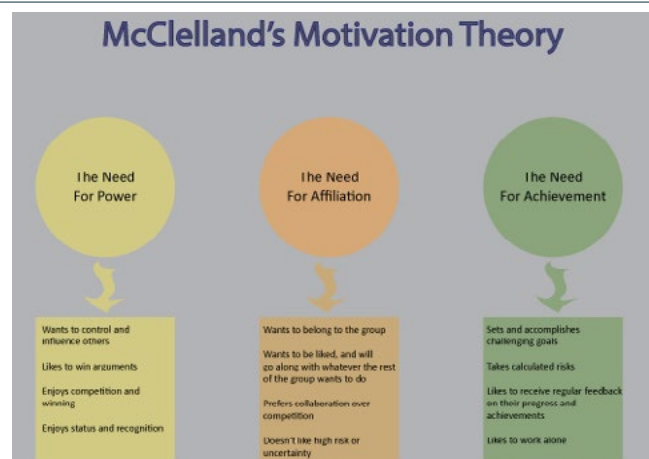 McClelland's Motivation Theory
The Need
For Power
The Need
For Affiliation
The Need
For Achievement
Wants to control and
influence others
Likes to win arguments
Enjoys competition and
winning
Enjoys status and recognition
Wants to belong to the group
Wants to be liked, and will
go along with whatever the rest
of the group wants to do
Prefers collaboration over
competition
Doesn't like high risk or
uncertainty
Sets and accomplishes
challenging goals
Takes calculated risks
Likes to receive regular feedback
on their progress and
achievements
Likes to work alone